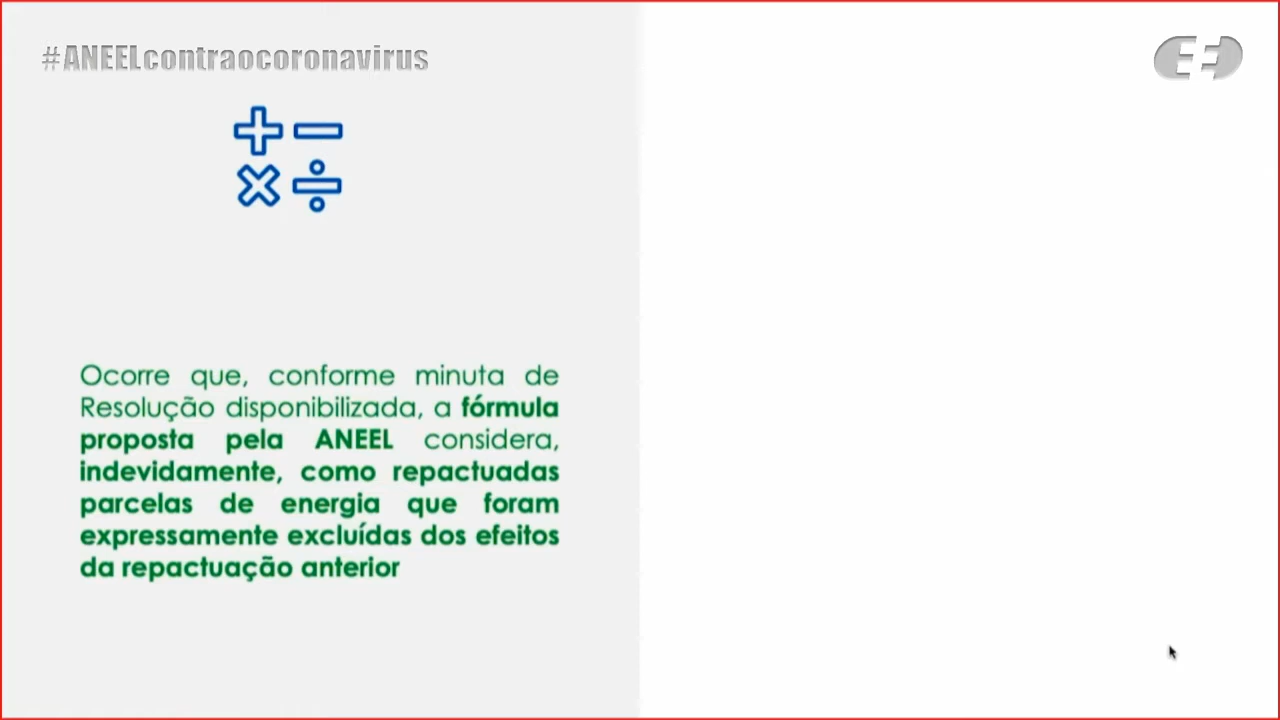 #ANEELcontraocoronavirus
Ocorre que, conforme minuta de
Resolução disponibilizada, a fórmula
proposta pela ANEEL considera,
indevidamente, como repactuadas
parcelas de energia que foram
expressamente excluídas dos efeitos
da repactuação anterior